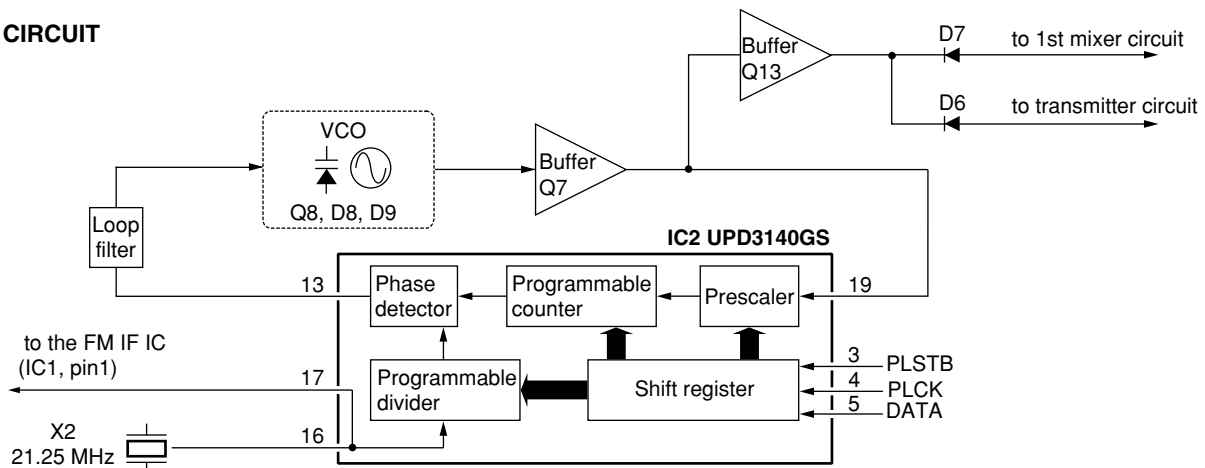 CIRCUIT
Buffer
Q13
D7
to 1st mixer circuit
D6
to transmitter circuit
VCO
Q8, D8, D9
Buffer
Q7
Loop
filter
IC2 UPD3140GS
13
Phase
detector
Programmable
counter
Prescaler
19
to the FM IF IC
(IC1, pin1)
17
Programmable
divider
Shift register
3
PLSTB
4
PLCK
5
DATA
16
X2
21.25 MHz